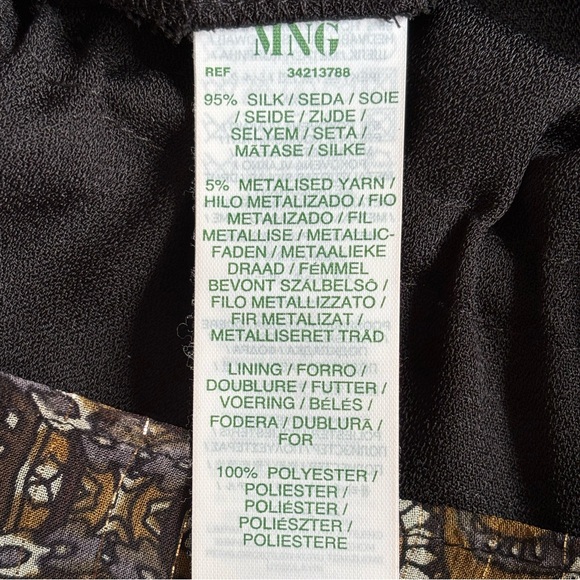 MNG
REF 34213788
95% SILK / SEDA / SOIE
/ SEIDE / ZIJDE /
SELYEM / SETA /
MĂTASE / SILKE
5% METALISED YARN /
HILO METALIZADO / FIO
METALIZADO / FIL
METALLISE / METALLIC-
FADEN / METAALIEKE
DRAAD / FÉMMEL
BEVONT SZÁLBELSÖ /
FILO METALLIZZATO /
FIR METALIZAT /
METALLISERET TRÅD
LINING / FORRO /
DOUBLURE / FUTTER /
VOERING / BÉLÉS /
FODERA / DUBLURĂ /
FOR
100% POLYESTER /
POLIESTER /
POLIÉSTER /
POLIÉSZTER /
POLIESTERE